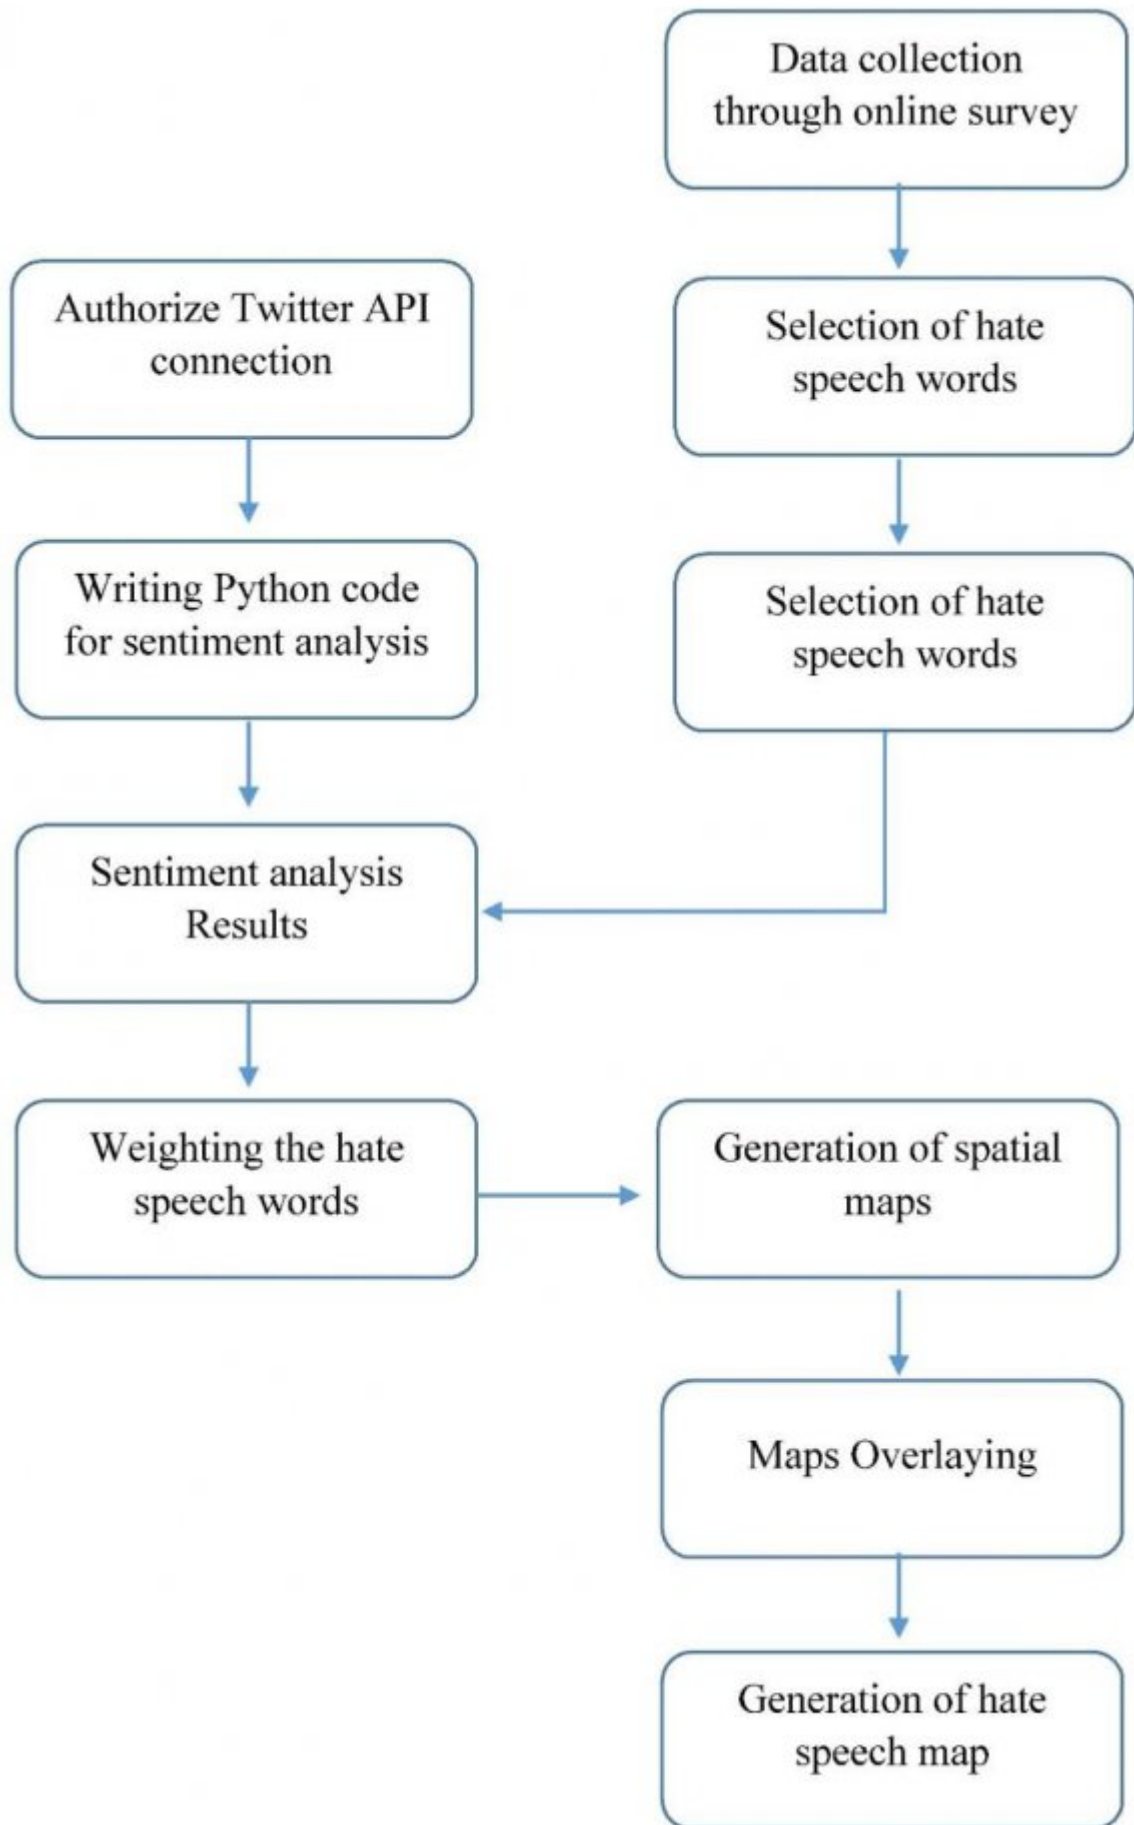 Data collection
through online survey
Authorize Twitter API
connection
Selection of hate
speech words
Writing Python code
for sentiment analysis
Selection of hate
speech words
Sentiment analysis
Results
Weighting the hate
speech words
Generation of spatial
maps
Maps Overlaying
Generation of hate
speech map